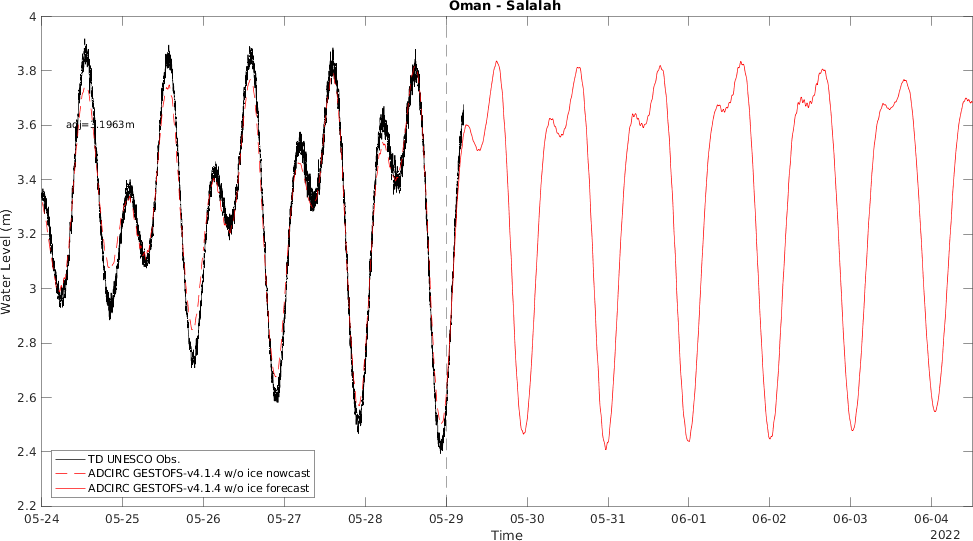 Oman - Salalah
4
3.8
3.6
3.4
3.2
3
2.8
2.6
2.4
2.2
Water Level (m)
adj=3.1963m
TD UNESCO Obs.
ADCIRC GESTOFS-v4.1.4 w/o ice nowcast
ADCIRC GESTOFS-v4.1.4 w/o ice forecast
05-24 05-25 05-26 05-27 05-28 05-29 05-30 05-31 06-01 06-02 06-03 06-04
2022
Time